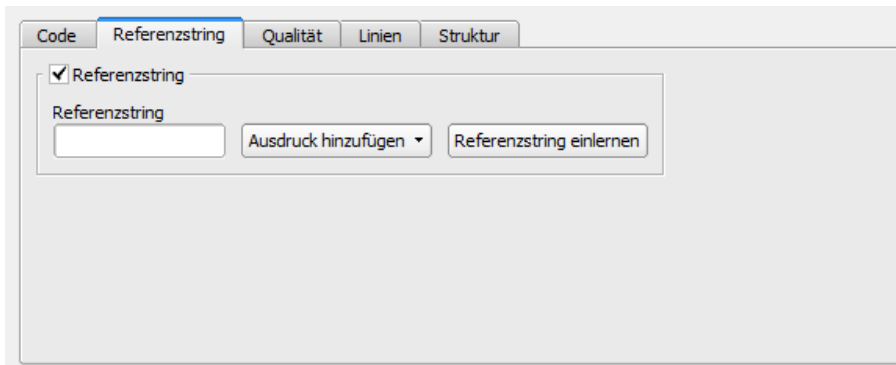 Code Referenzstring Qualität Linien Struktur
Referenzstring
Referenzstring
Ausdruck hinzufügen Referenzstring einlernen